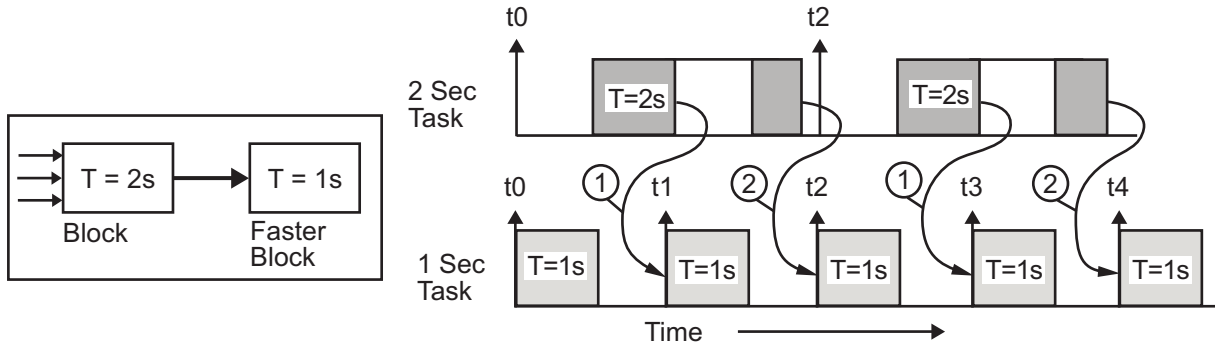 T = 2s
T = 1s
Block
Faster
Block
t0
t2
2 Sec
Task
T=2s
T=2s
1
2
1
2
t0
t1
t2
t3
t4
1 Sec
Task
T=1s
T=1s
T=1s
T=1s
T=1s
Time